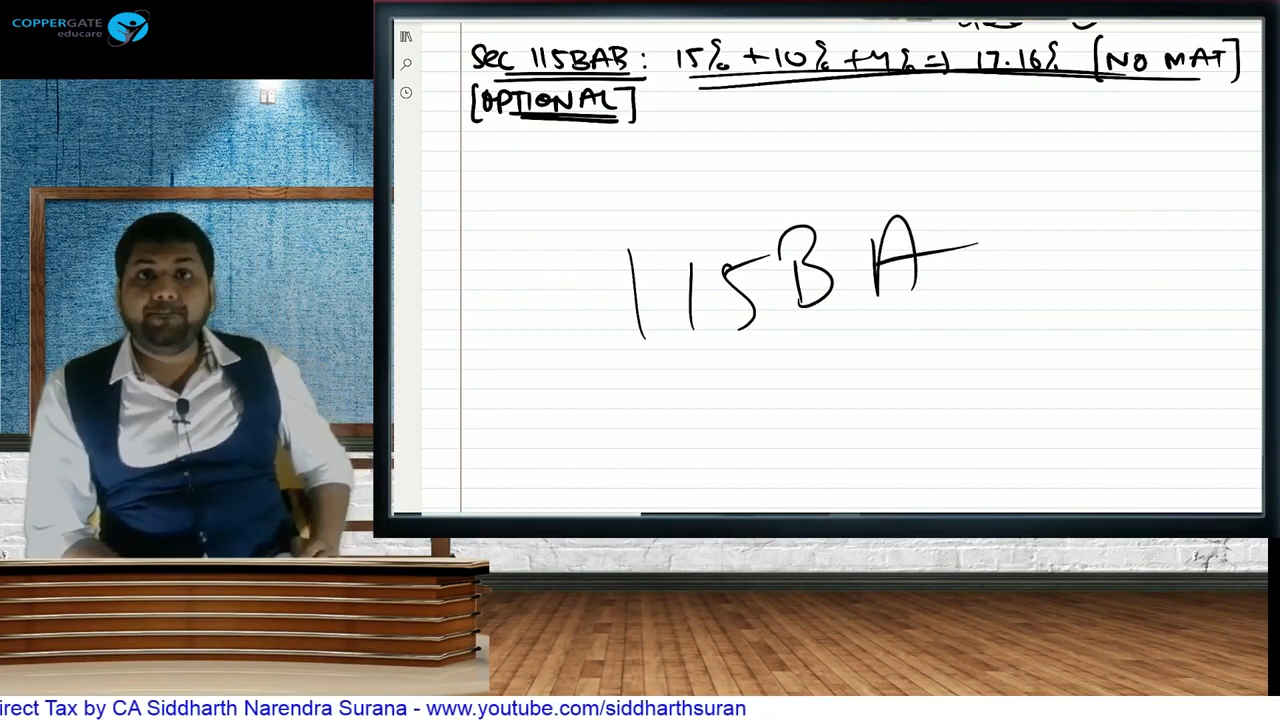 COPPERGATE
educare
Sec 115BAB: 15% + 10% + 4% => 17.16% [NO MAT]
[OPTIONAL]
115BA
irect Tax by CA Siddharth Narendra Surana - www.youtube.com/siddharthsuran